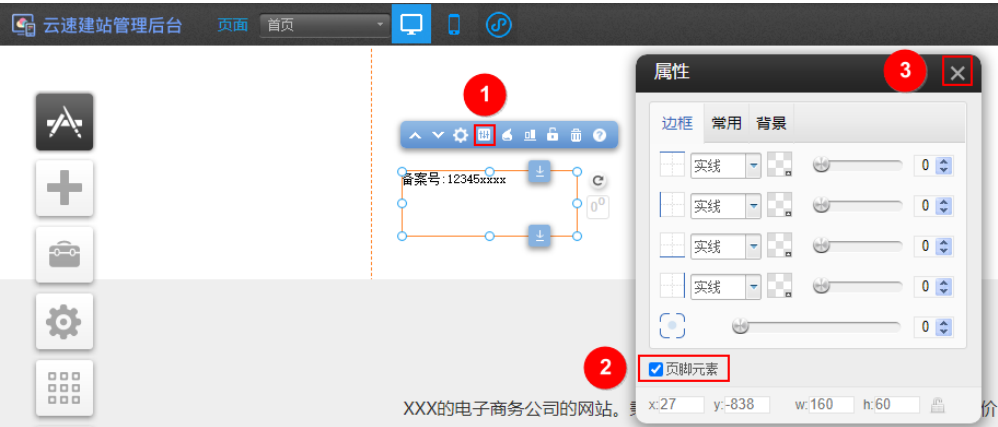 云速建站管理后台 页面 首页
属性
3
1
边框 常用 背景
实线 0
备案号:12345xxxx
0°
实线 0
实线 0
实线 0
0
2
页脚元素
x:27 y:-838 w:160 h:60
XXX的电子商务公司的网站。 价